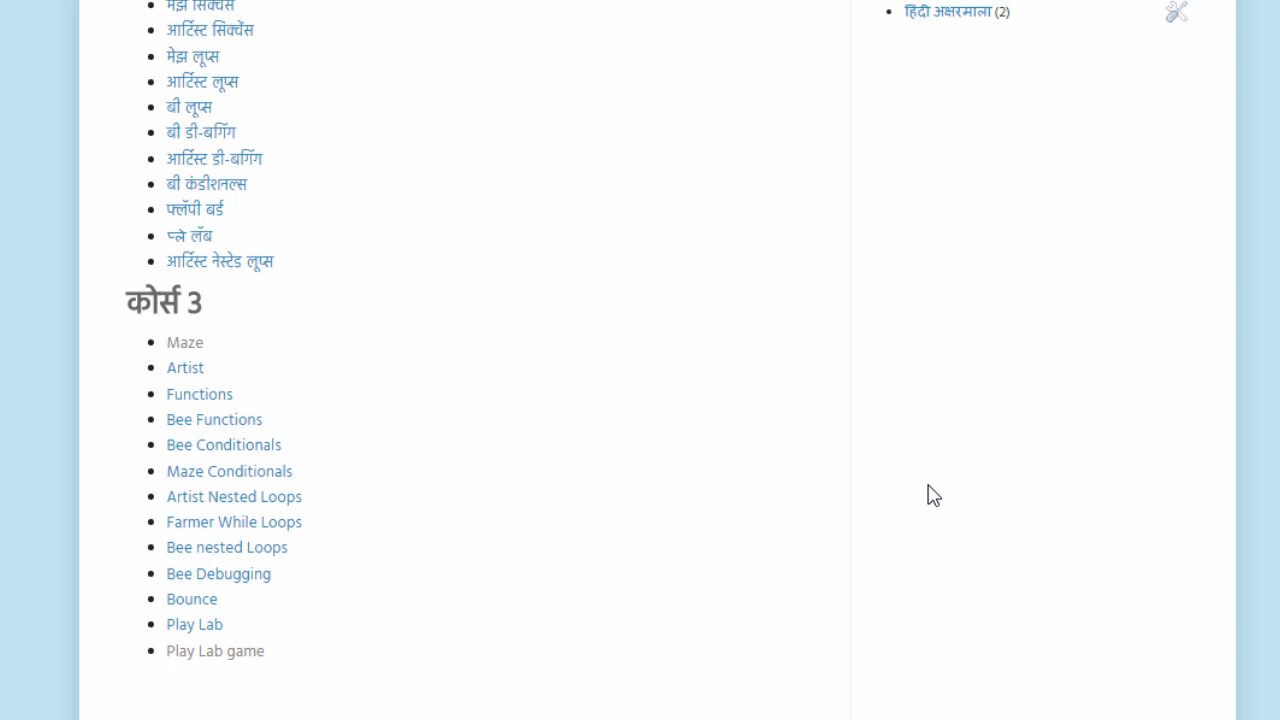 मेझ सिक्वेंस
आर्टिस्ट सिक्वेंस
मेझ लूप्स
आर्टिस्ट लूप्स
बी लूप्स
बी डी-बगिंग
आर्टिस्ट डी-बगिंग
बी कंडीशनल्स
फ्लॅपी बर्ड
प्ले लॅब
आर्टिस्ट नेस्टेड लूप्स
कोर्स 3
Maze
Artist
Functions
Bee Functions
Bee Conditionals
Maze Conditionals
Artist Nested Loops
Farmer While Loops
Bee nested Loops
Bee Debugging
Bounce
Play Lab
Play Lab game
हिंदी अक्षरमाला (2)